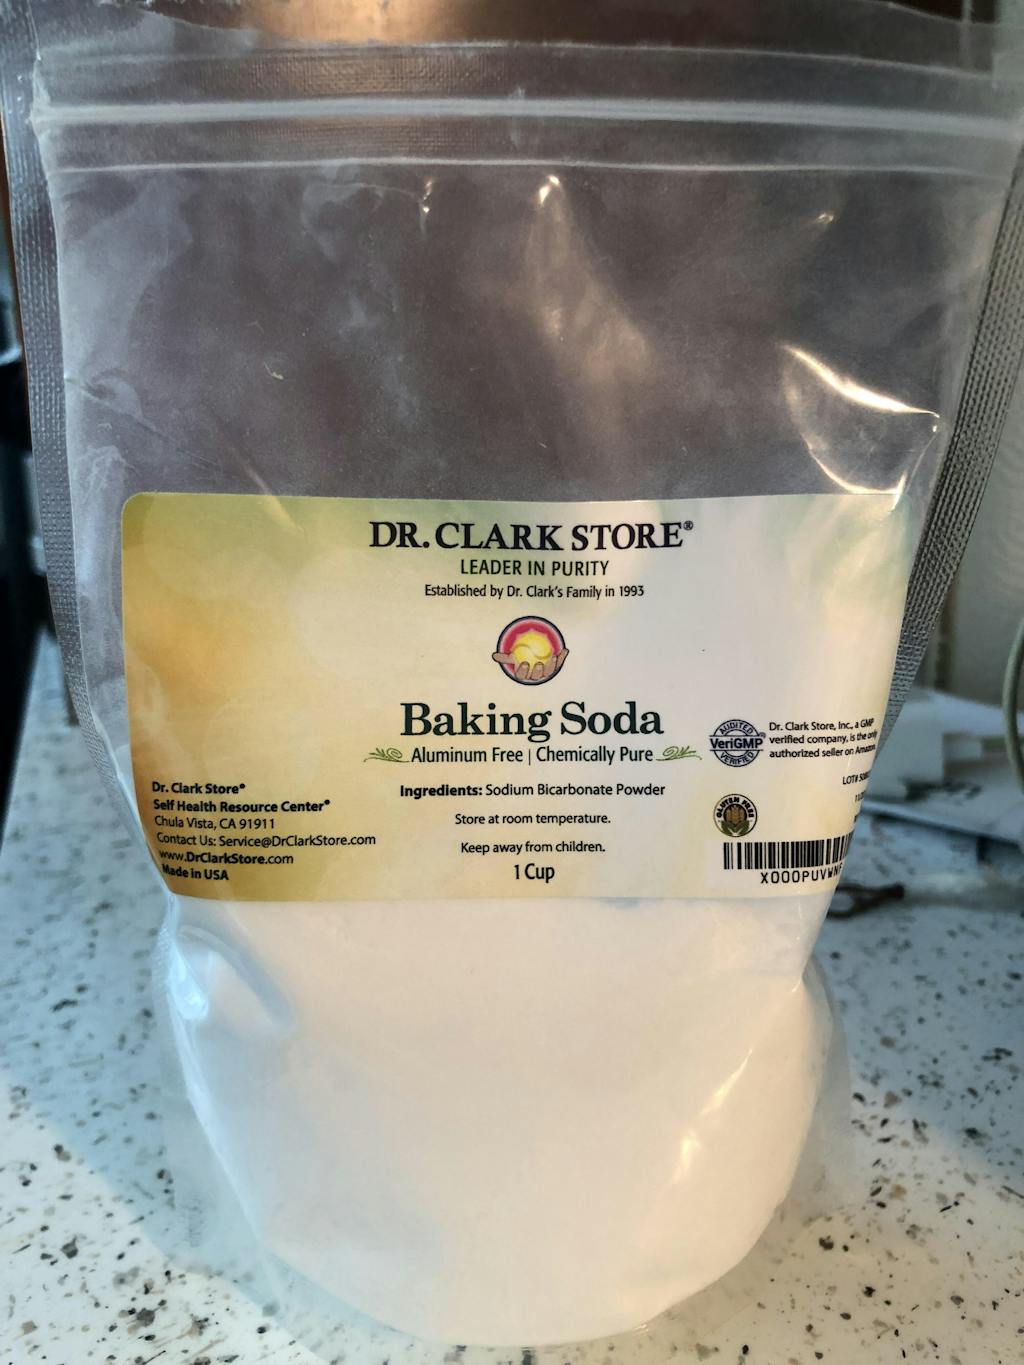 DR. CLARK STORE®
LEADER IN PURITY
Established by Dr. Clark's Family in 1993
Baking Soda
Aluminum Free | Chemically Pure
Ingredients: Sodium Bicarbonate Powder
Store at room temperature.
Keep away from children.
1 Cup
Dr. Clark Store®
Self Health Resource Center®
Chula Vista, CA 91911
Contact Us: Service@DrClarkStore.com
www.DrClarkStore.com
Made in USA
AUDITED
VeriGMP®
VERIFIED
Dr. Clark Store, Inc., a GMP
verified company, is the only
authorized seller on Amazon.
LOT#
GLUTEN FREE